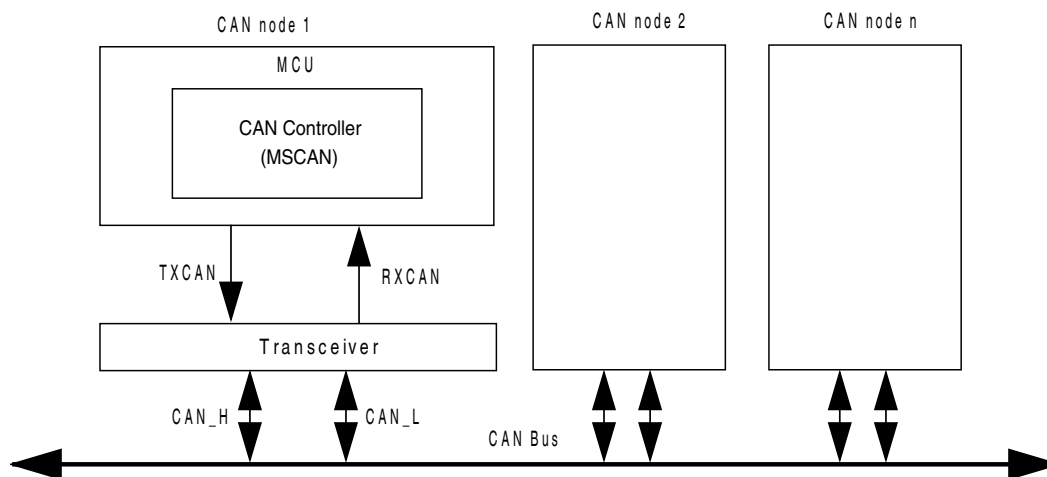 CAN node 1
CAN node 2
CAN node n
MCU
CAN Controller
(MSCAN)
TXCAN
RXCAN
Transceiver
CAN_H
CAN_L
CAN Bus